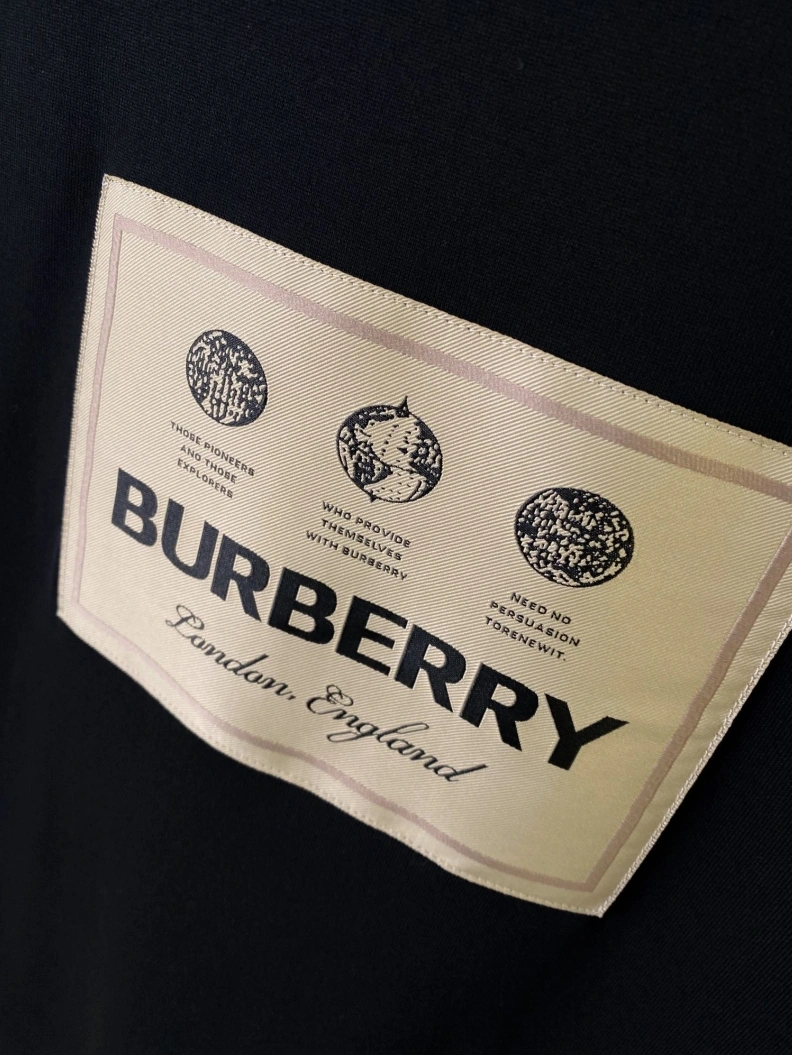 THOSE PIONEERS
AND THOSE
EXPLORERS
WHO PROVIDE
THEMSELVES
WITH BURBERRY
NEED NO
PERSUASION
TORENEWIT.
BURBERRY
London, England